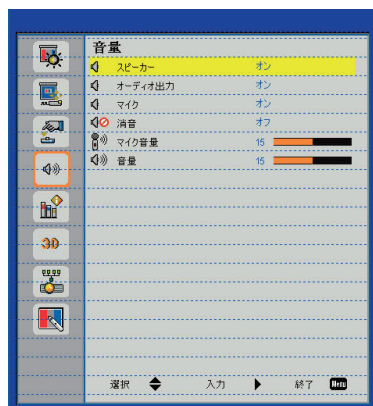 音量
スピーカー オン
オーディオ出力 オン
マイク オン
消音 オフ
マイク音量 15
音量 15
3D
選択 入力 終了 Menu